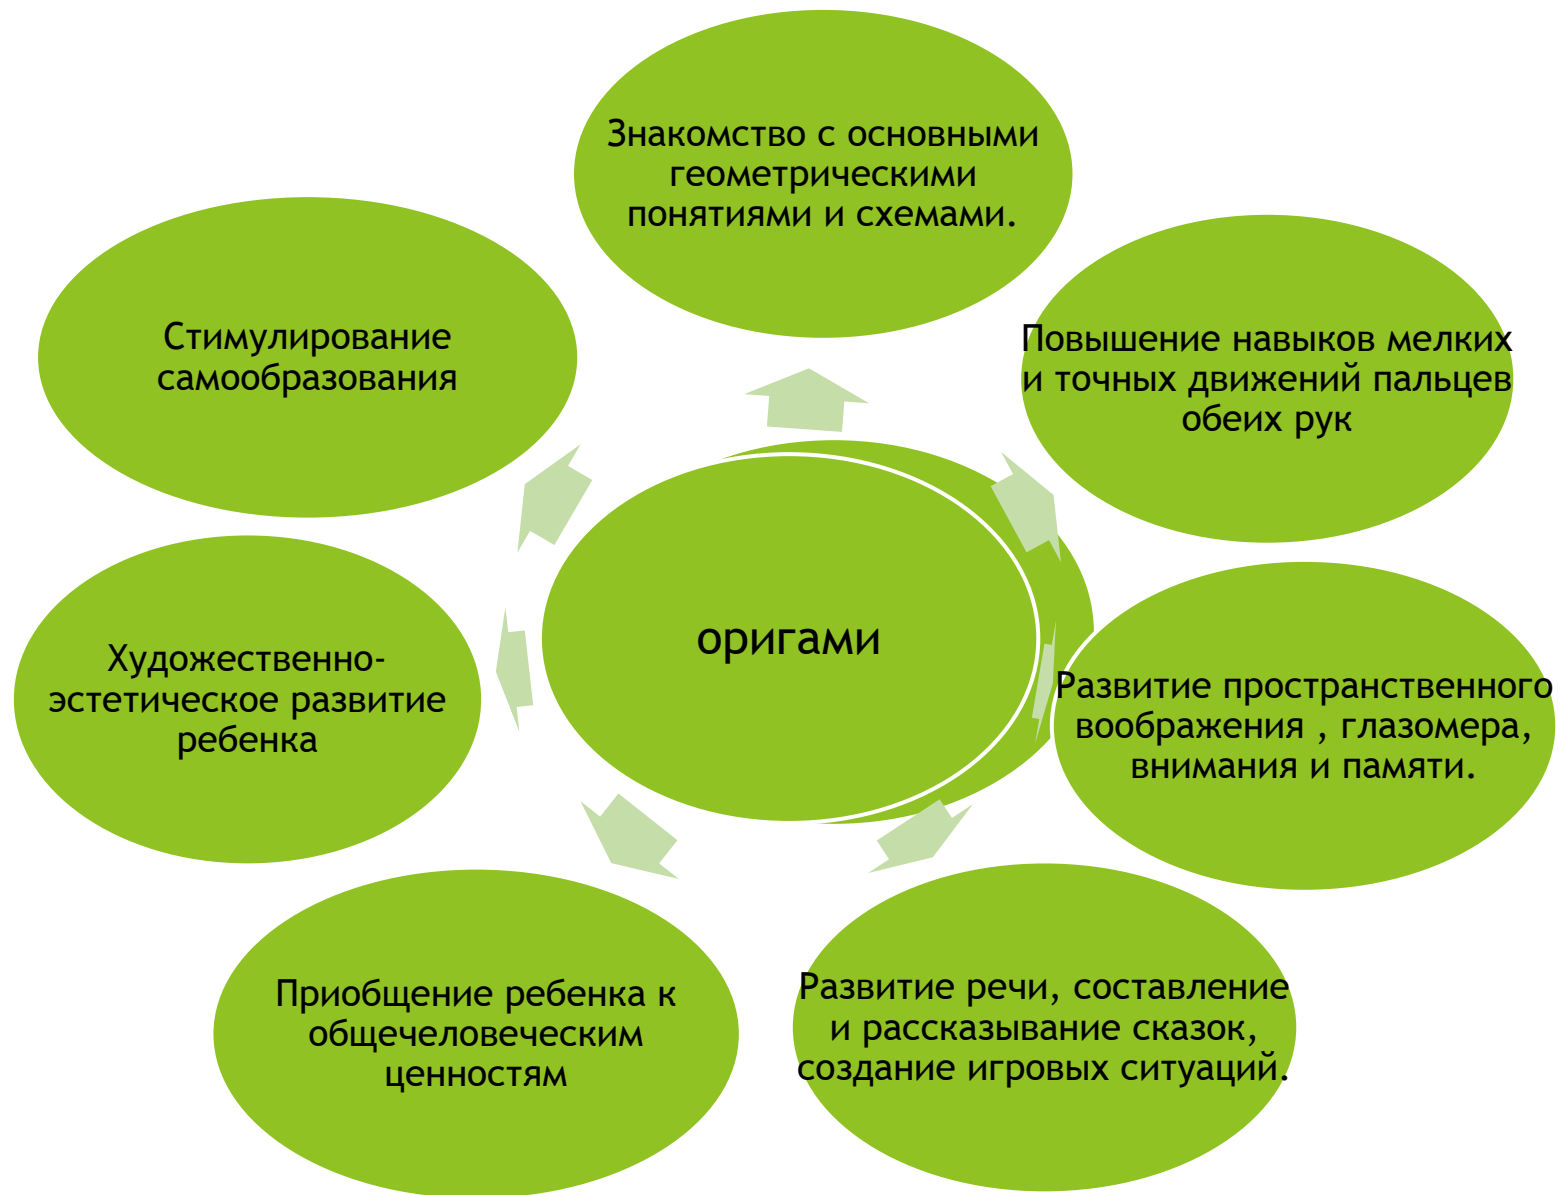 Знакомство с основными
геометрическими
понятиями и схемами.
Повышение навыков мелких
и точных движений пальцев
обеих рук
Развитие пространственного
воображения , глазомера,
внимания и памяти.
Развитие речи, составление
и рассказывание сказок,
создание игровых ситуаций.
Приобщение ребенка к
общечеловеческим
ценностям
Художественно-
эстетическое развитие
ребенка
Стимулирование
самообразования
оригами